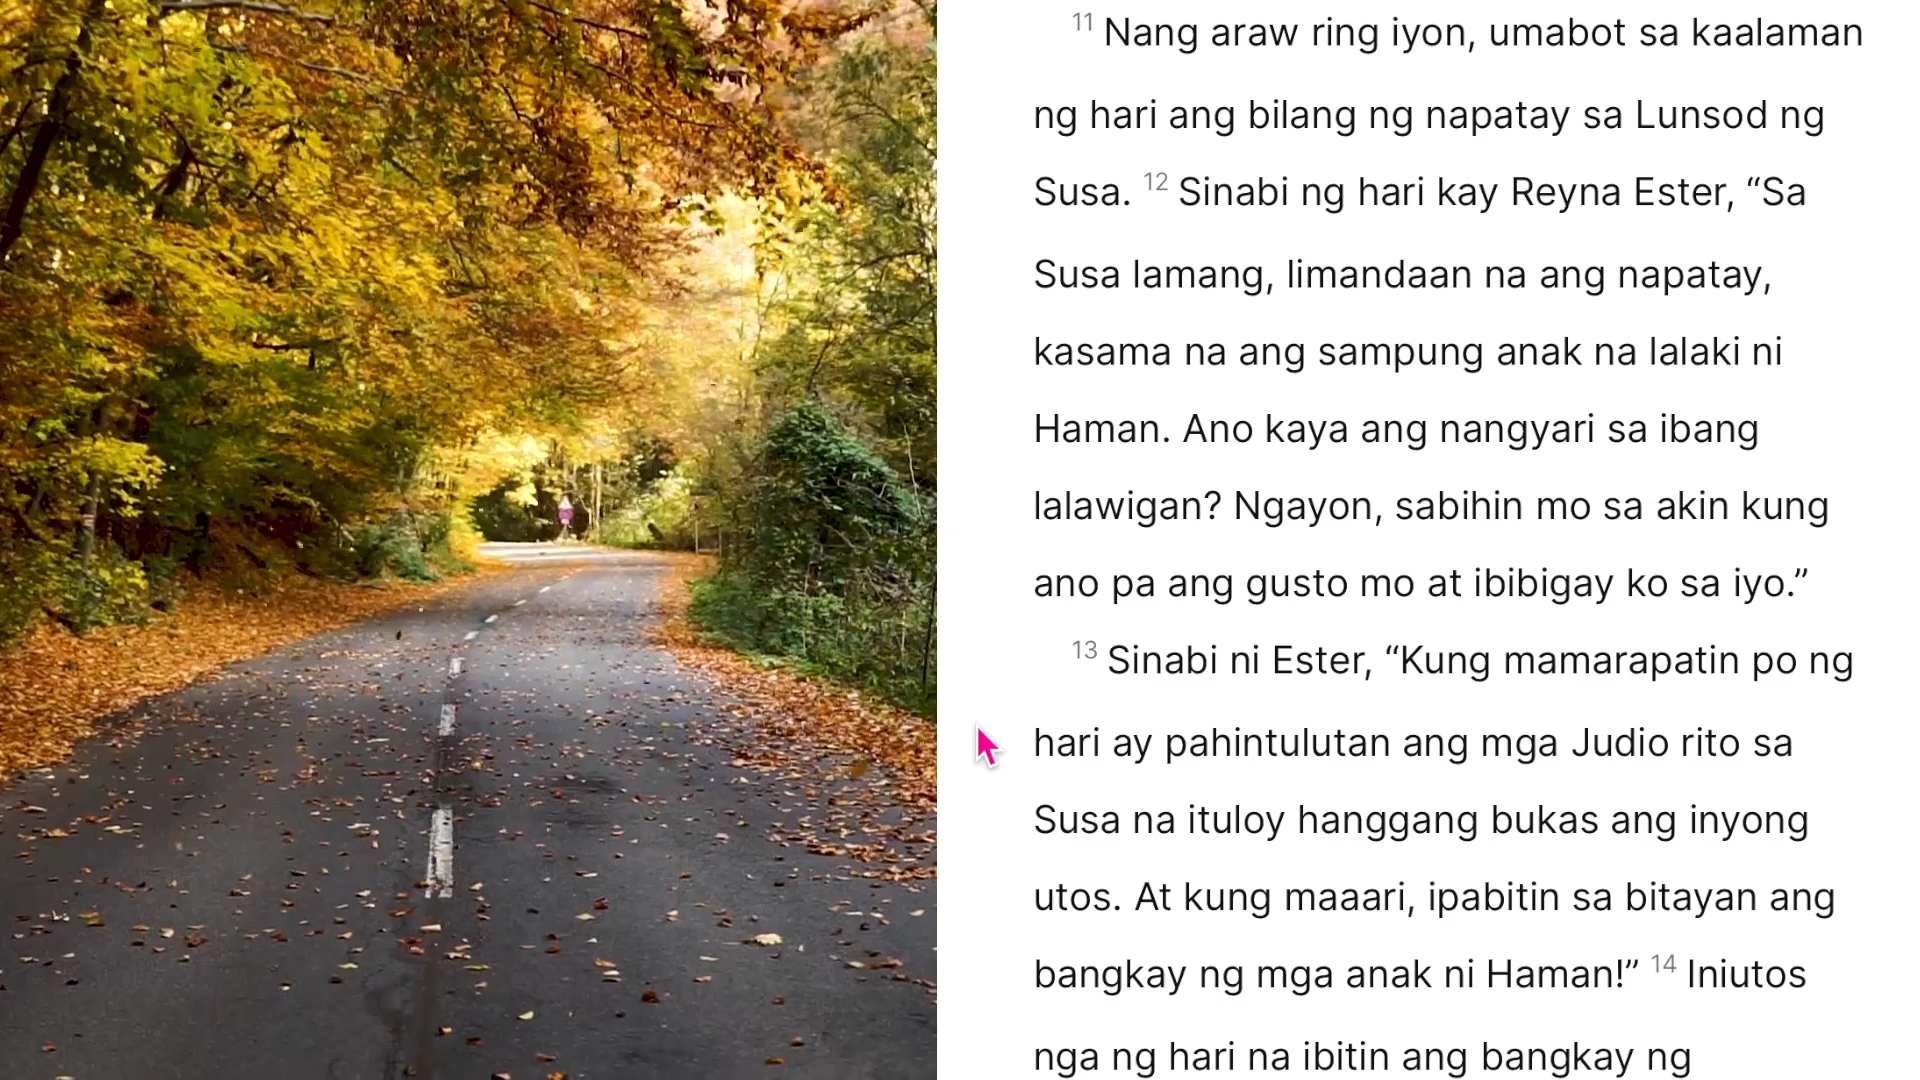 11 Nang araw ring iyon, umabot sa kaalaman
ng hari ang bilang ng napatay sa Lunsod ng
Susa. 12 Sinabi ng hari kay Reyna Ester, “Sa
Susa lamang, limandaan na ang napatay,
kasama na ang sampung anak na lalaki ni
Haman. Ano kaya ang nangyari sa ibang
lalawigan? Ngayon, sabihin mo sa akin kung
ano pa ang gusto mo at ibibigay ko sa iyo.”
13 Sinabi ni Ester, “Kung mamarapatin po ng
hari ay pahintulutan ang mga Judio rito sa
Susa na ituloy hanggang bukas ang inyong
utos. At kung maaari, ipabitin sa bitayan ang
bangkay ng mga anak ni Haman!” 14 Iniutos
nga ng hari na ibitin ang bangkay ng